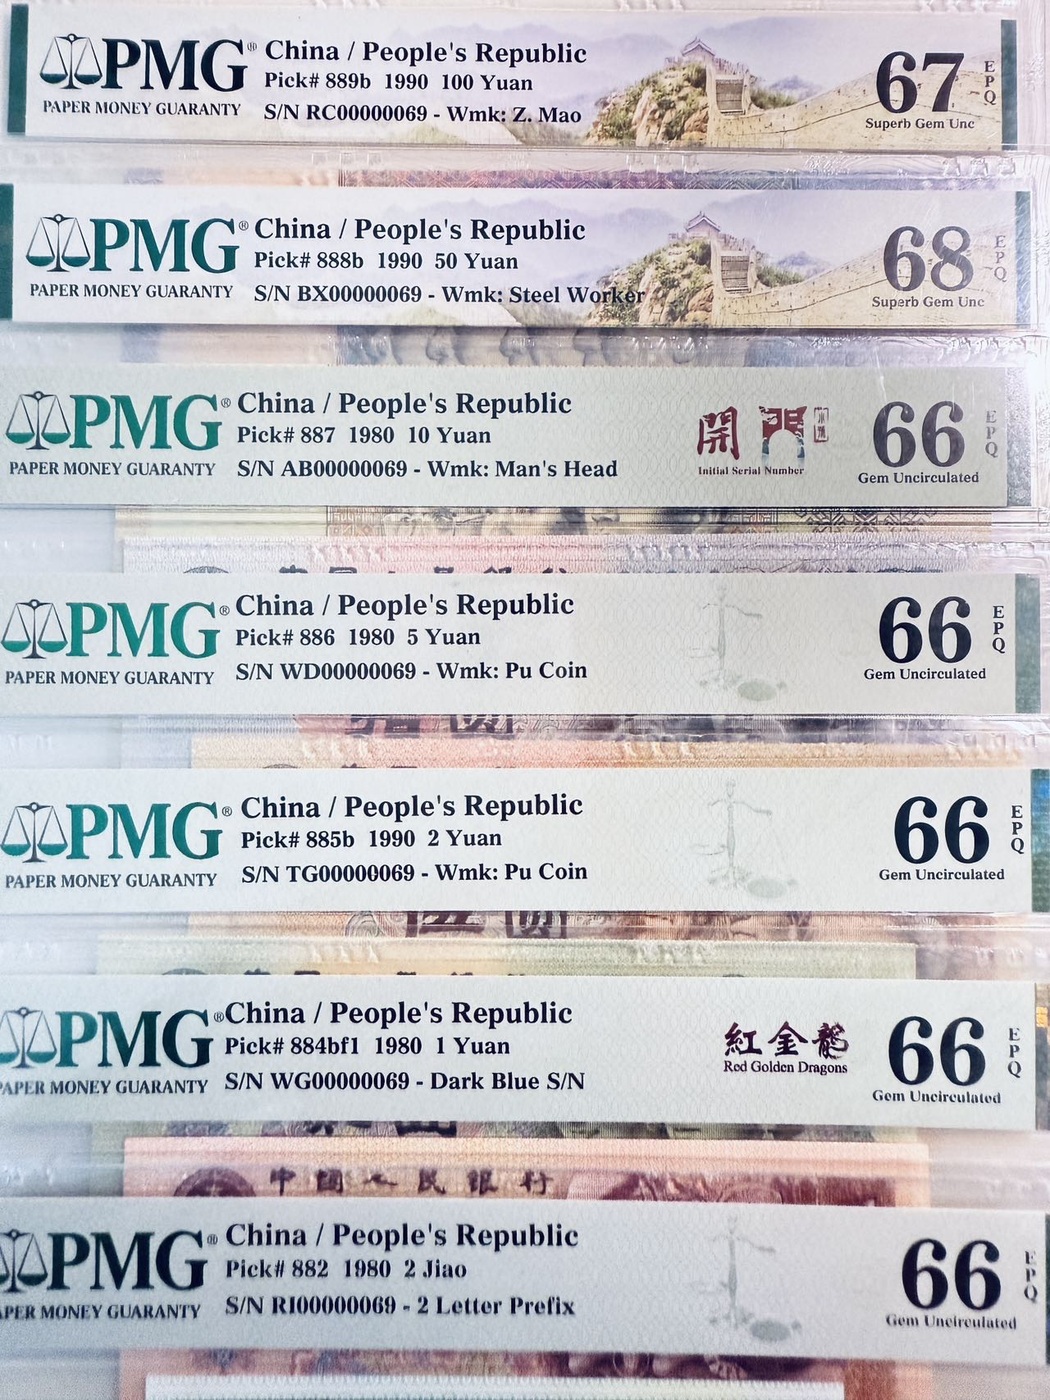 PMG®
PAPER MONEY GUARANTY
China / People's Republic
Pick# 889b 1990 100 Yuan
S/N RC00000069 - Wmk: Z. Mao
67
EPQ
Superb Gem Unc
PMG®
PAPER MONEY GUARANTY
China / People's Republic
Pick# 888b 1990 50 Yuan
S/N BX00000069 - Wmk: Steel Worker
68
EPQ
Superb Gem Unc
PMG®
PAPER MONEY GUARANTY
China / People's Republic
Pick# 887 1980 10 Yuan
S/N AB00000069 - Wmk: Man's Head
開門
Initial Serial Number
66
EPQ
Gem Uncirculated
PMG®
PAPER MONEY GUARANTY
China / People's Republic
Pick# 886 1980 5 Yuan
S/N WD00000069 - Wmk: Pu Coin
66
EPQ
Gem Uncirculated
PMG®
PAPER MONEY GUARANTY
China / People's Republic
Pick# 885b 1990 2 Yuan
S/N TG00000069 - Wmk: Pu Coin
66
EPQ
Gem Uncirculated
PMG®
PAPER MONEY GUARANTY
China / People's Republic
Pick# 884bf1 1980 1 Yuan
S/N WG00000069 - Dark Blue S/N
紅金龍
Red Golden Dragons
66
EPQ
Gem Uncirculated
中國人民銀行
PMG®
PAPER MONEY GUARANTY
China / People's Republic
Pick# 882 1980 2 Jiao
S/N RI00000069 - 2 Letter Prefix
66
EPQ
Gem Uncirculated